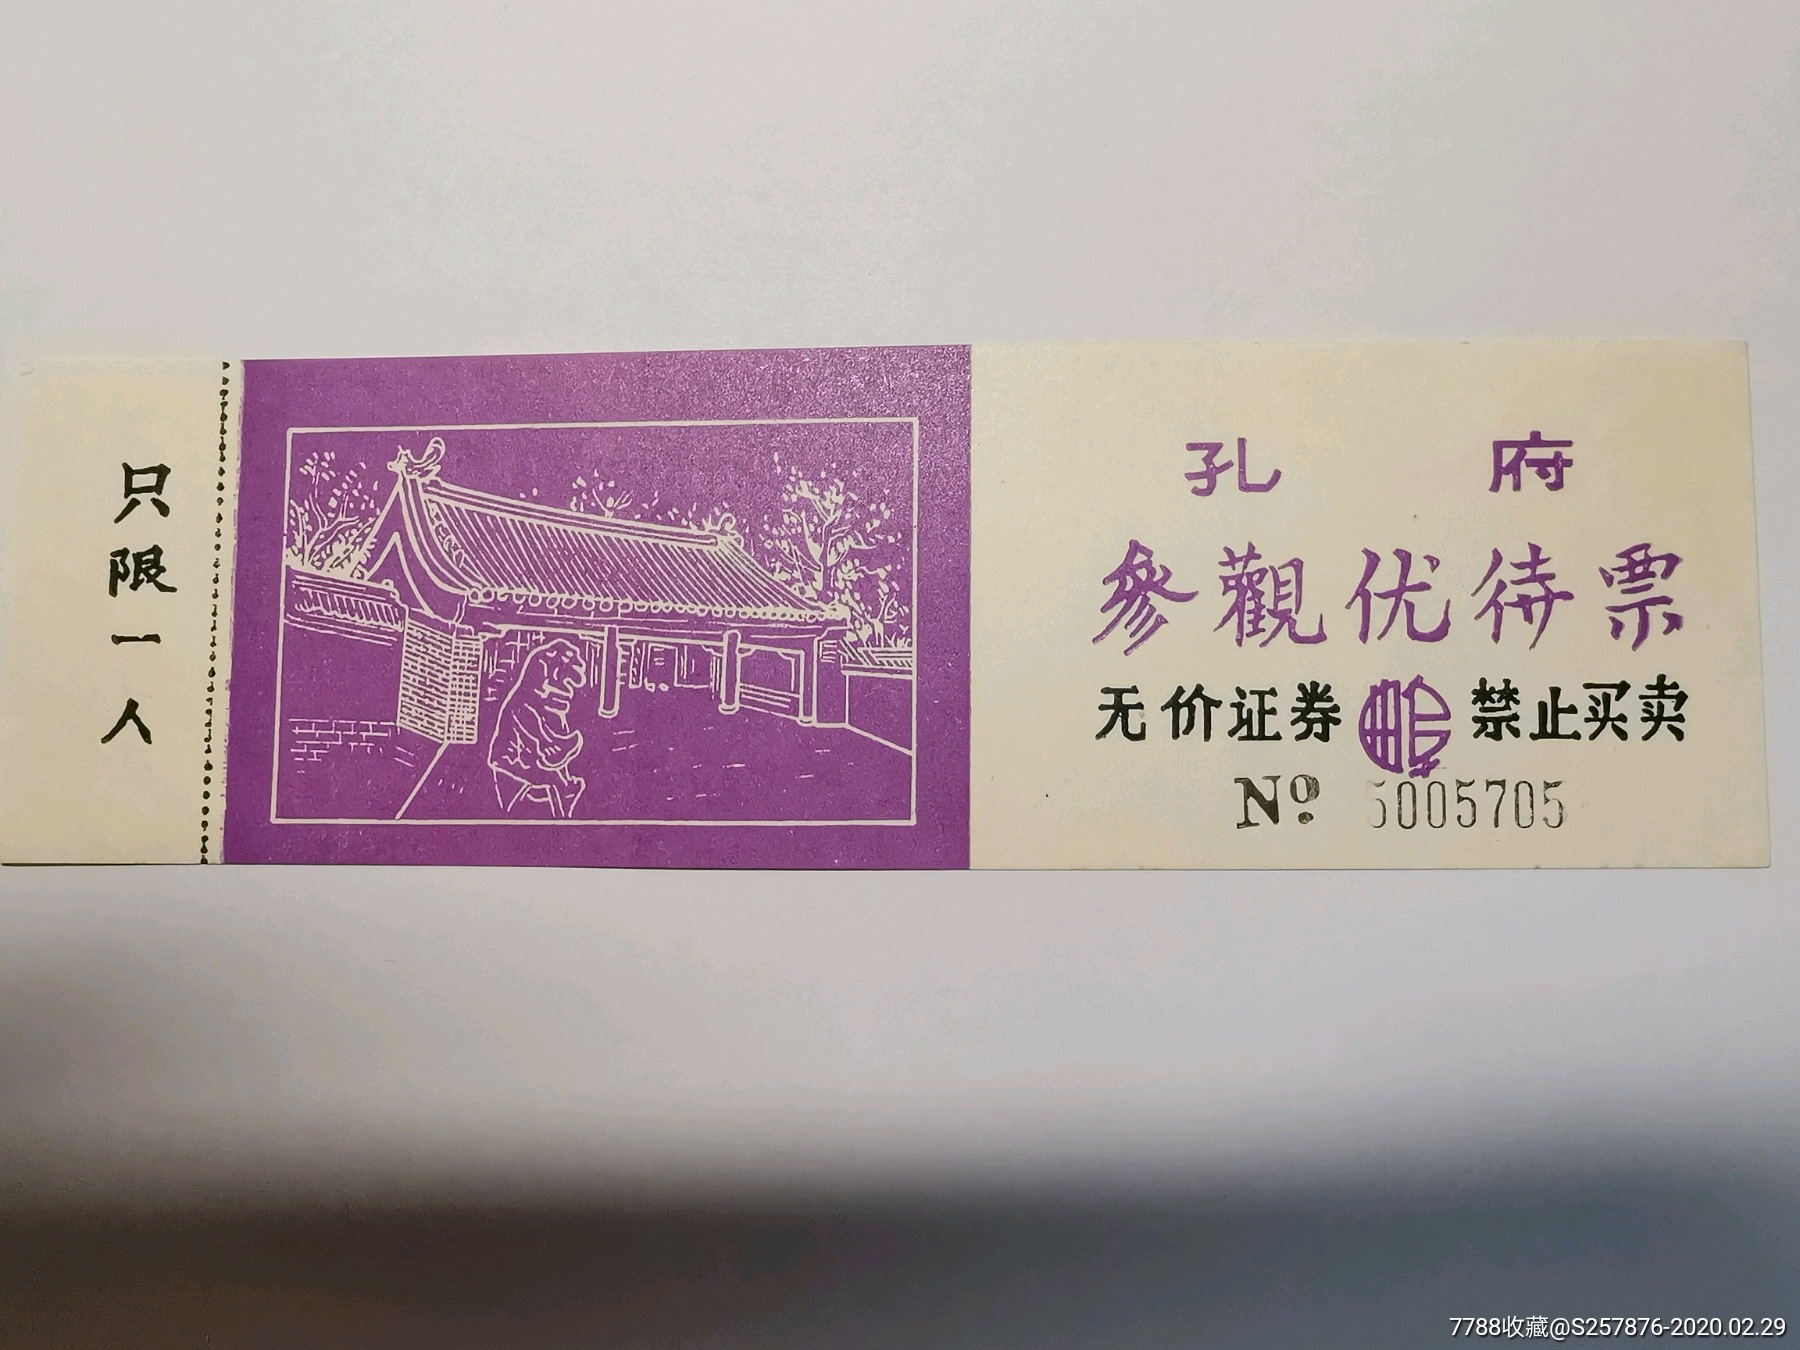 只限一人
孔府
參觀优待票
无价证券 禁止买卖
Nº 5005705
7788收藏@S257876-2020.02.29